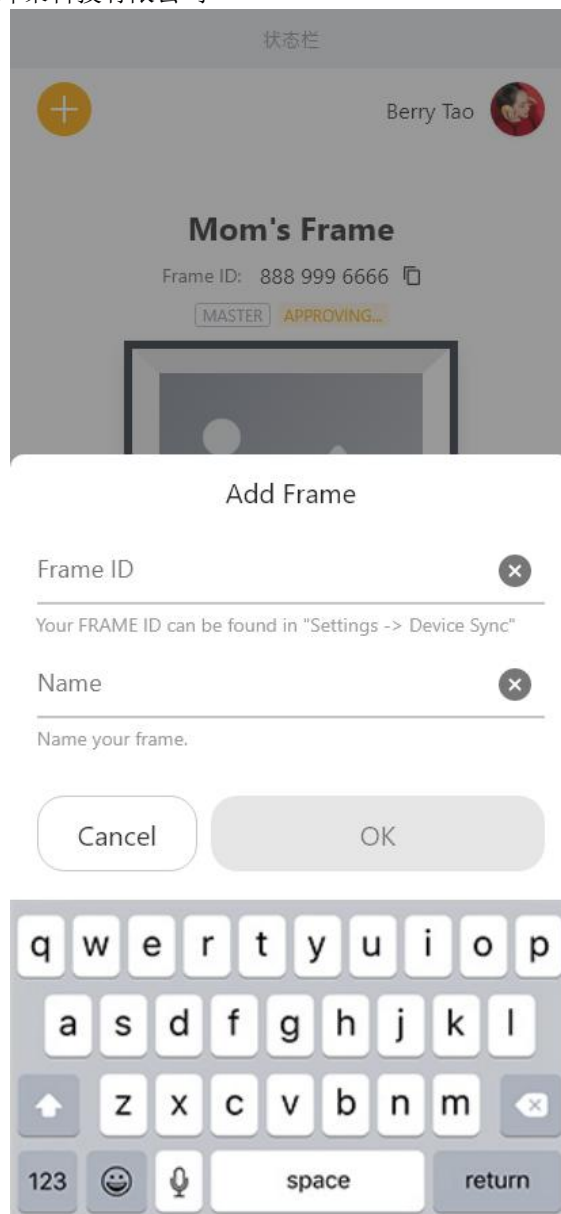 状态栏
Berry Tao
Mom's Frame
Frame ID: 888 999 6666
MASTER APPROVING...
Add Frame
Frame ID
Your FRAME ID can be found in "Settings -> Device Sync"
Name
Name your frame.
Cancel OK
q w e r t y u i o p
a s d f g h j k l
z x c v b n m
123 space return